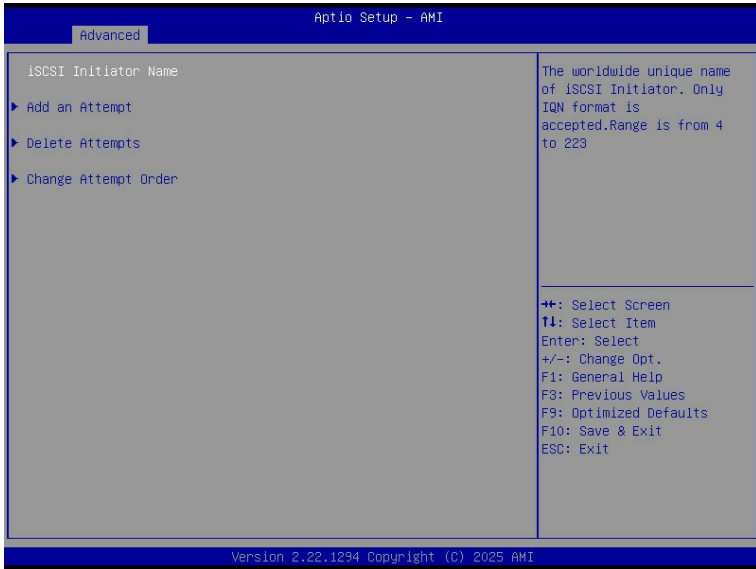 Aptio Setup – AMI
Advanced
iSCSI Initiator Name
▶ Add an Attempt
▶ Delete Attempts
▶ Change Attempt Order
The worldwide unique name
of iSCSI Initiator. Only
IQN format is
accepted.Range is from 4
to 223
→←: Select Screen
↑↓: Select Item
Enter: Select
+/-: Change Opt.
F1: General Help
F3: Previous Values
F9: Optimized Defaults
F10: Save & Exit
ESC: Exit
Version 2.22.1294 Copyright (C) 2025 AMI